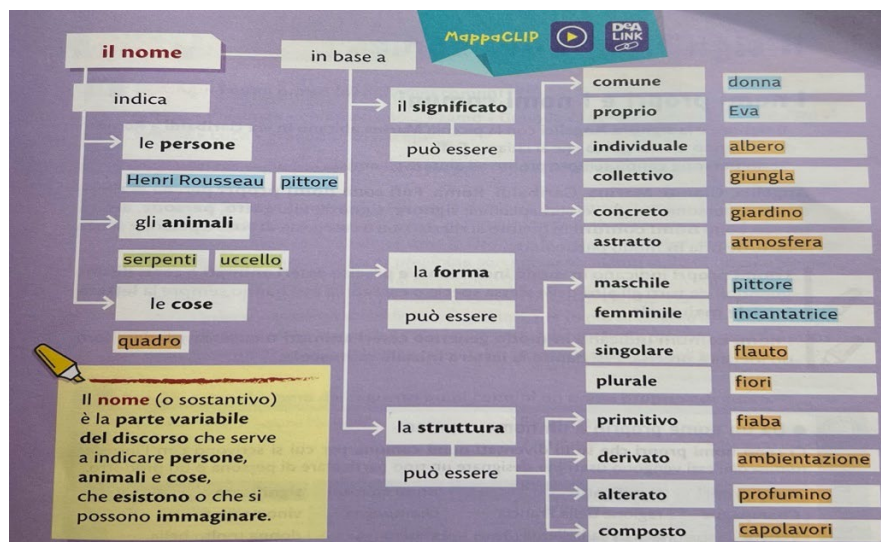 MappaCLIP DeA LINK
il nome
indica
le persone
Henri Rousseau pittore
gli animali
serpenti uccello
le cose
quadro
Il nome (o sostantivo)
è la parte variabile
del discorso che serve
a indicare persone,
animali e cose,
che esistono o che si
possono immaginare.
in base a
il significato
può essere
comune donna
proprio Eva
individuale albero
collettivo giungla
concreto giardino
astratto atmosfera
la forma
può essere
maschile pittore
femminile incantatrice
singolare flauto
plurale fiori
la struttura
può essere
primitivo fiaba
derivato ambientazione
alterato profumino
composto capolavori